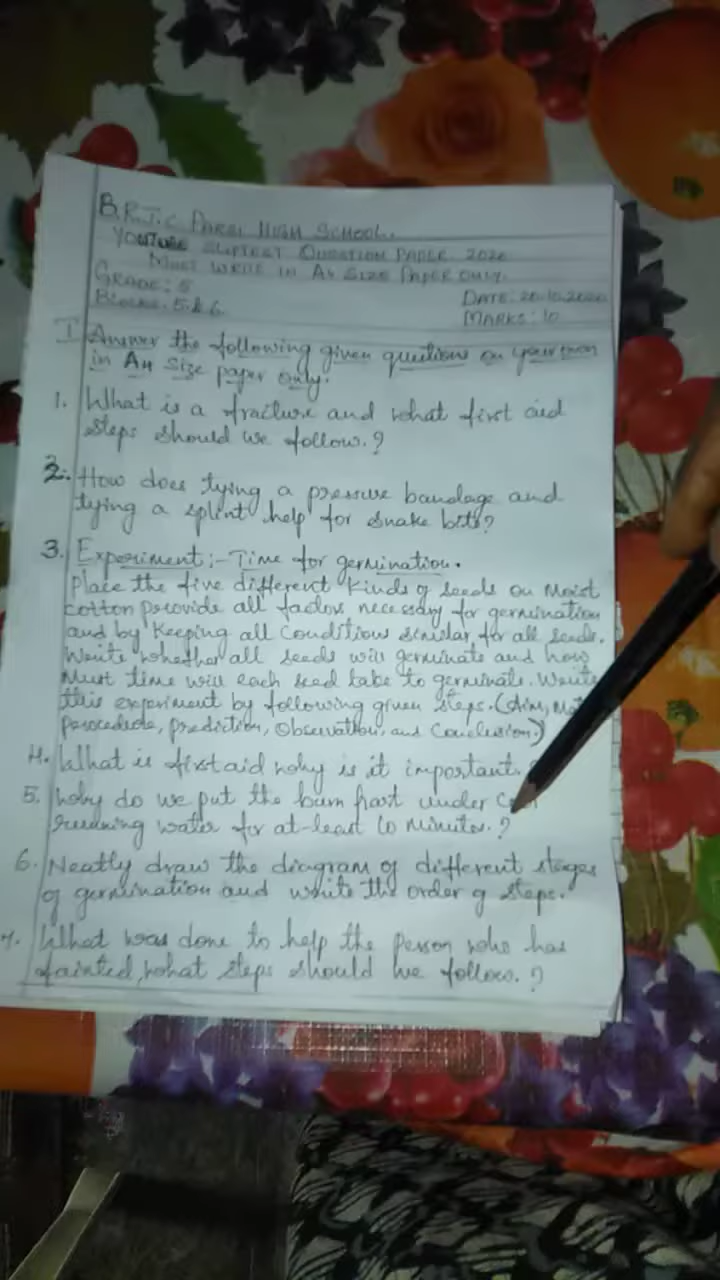 B.R.J.C PARSI HIGH SCHOOL.
YOUTUBE SLIPTEST QUESTION PAPER. 2020
MUST WRITE IN A4 SIZE PAPER ONLY.
GRADE: 5
DATE: 20.10.2020
BLOCKS. 5 & 6.
MARKS: 10
I Answer the following given questions on your own
in A4 size paper only.
1. What is a fracture and what first aid
steps should we follow.?
2. How does tying a pressure bandage and
tying a splint help for snake bite?
3. Experiment:- Time for germination.
Place the five different kinds of seeds on moist
cotton provide all factors necessary for germination
and by keeping all conditions similar for all seeds.
Write whether all seeds will germinate and how
Must time will each seed take to germinate. Write
this experiment by following given steps. (Aim,
procedure, prediction, observation, and conclusion.)
4. What is first aid why is it important.
5. Why do we put the burn part under
running water for at-least 10 minutes.?
6. Neatly draw the diagram of different stages
of germination and write the order of steps.
7. What was done to help the person who has
fainted, what steps should we follow.?